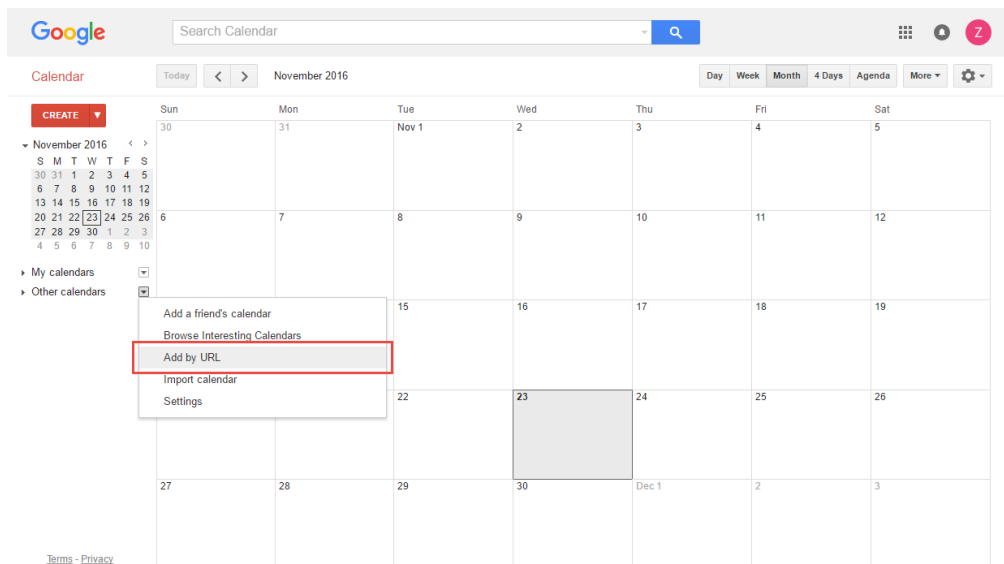 Google
Search Calendar
Z
Calendar
Today
November 2016
Day Week Month 4 Days Agenda More
CREATE
November 2016
S M T W T F S
30 31 1 2 3 4 5
6 7 8 9 10 11 12
13 14 15 16 17 18 19
20 21 22 23 24 25 26
27 28 29 30 1 2 3
4 5 6 7 8 9 10
My calendars
Other calendars
Add a friend's calendar
Browse Interesting Calendars
Add by URL
Import calendar
Settings
Sun Mon Tue Wed Thu Fri Sat
30 31 Nov 1 2 3 4 5
6 7 8 9 10 11 12
15 16 17 18 19
22 23 24 25 26
27 28 29 30 Dec 1 2 3
Terms - Privacy